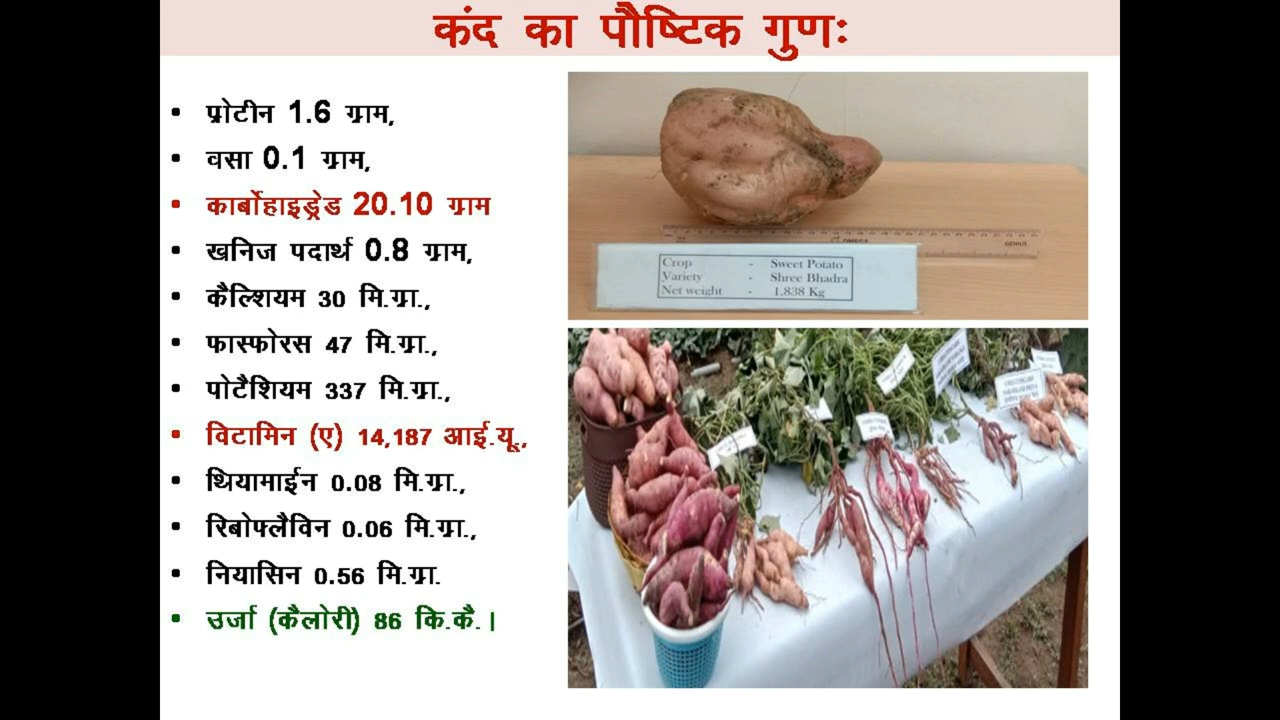 कंद का पौष्टिक गुणः
• प्रोटीन 1.6 ग्राम,
• वसा 0.1 ग्राम,
• कार्बोहाइड्रेड 20.10 ग्राम
• खनिज पदार्थ 0.8 ग्राम,
• कैल्शियम 30 मि.ग्रा.,
• फास्फोरस 47 मि.ग्रा.,
• पोटैशियम 337 मि.ग्रा.,
• विटामिन (ए) 14,187 आई.यू.,
• थियामाईन 0.08 मि.ग्रा.,
• रिबोफ्लैविन 0.06 मि.ग्रा.,
• नियासिन 0.56 मि.ग्रा.
• उर्जा (कैलोरी) 86 कि.कै.।
OMEGA
GENIUS
Crop - Sweet Potato
Variety - Shree Bhadra
Net weight - 1.838 Kg